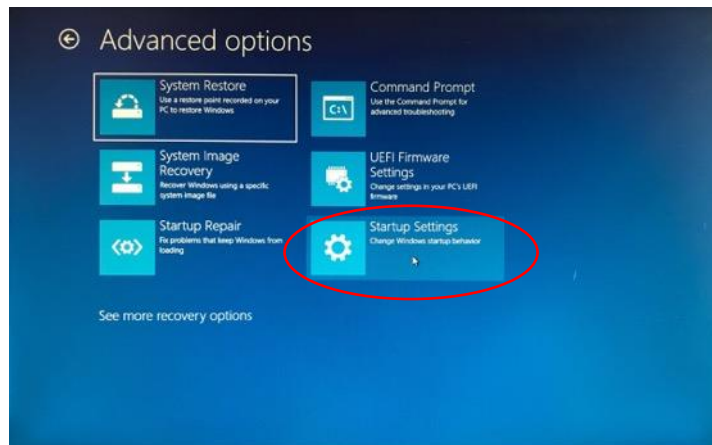 Advanced options
System Restore
Use a restore point recorded on your
PC to restore Windows
Command Prompt
Use the Command Prompt for
advanced troubleshooting
C:\
System Image
Recovery
Recover Windows using a specific
system image file
UEFI Firmware
Settings
Change settings in your PC's UEFI
firmware
Startup Repair
Fix problems that keep Windows from
loading
Startup Settings
Change Windows startup behavior
See more recovery options